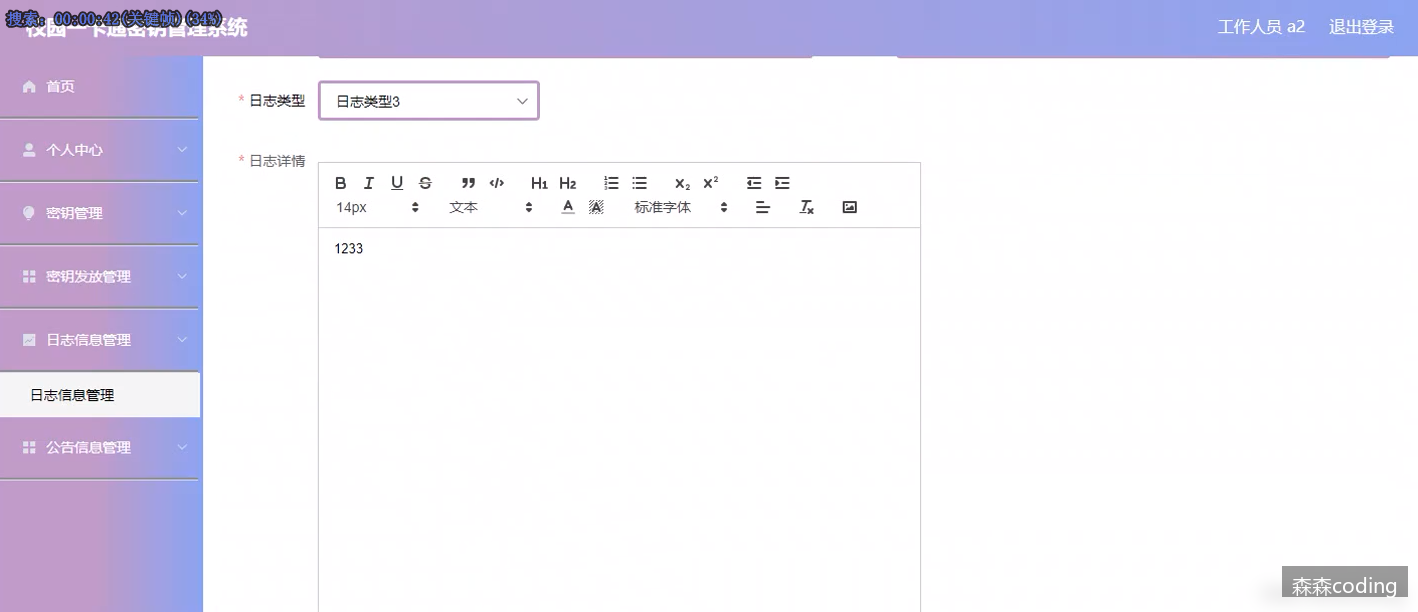 搜索: 00:00:42(关键帧)(34%)
校园一卡通密钥管理系统
工作人员 a2 退出登录
首页
个人中心
密钥管理
密钥发放管理
日志信息管理
日志信息管理
公告信息管理
* 日志类型 日志类型3
* 日志详情
B I U S ” </> H1 H2 X2 X2
14px 文本 A A 标准字体 Tx
1233
森森coding